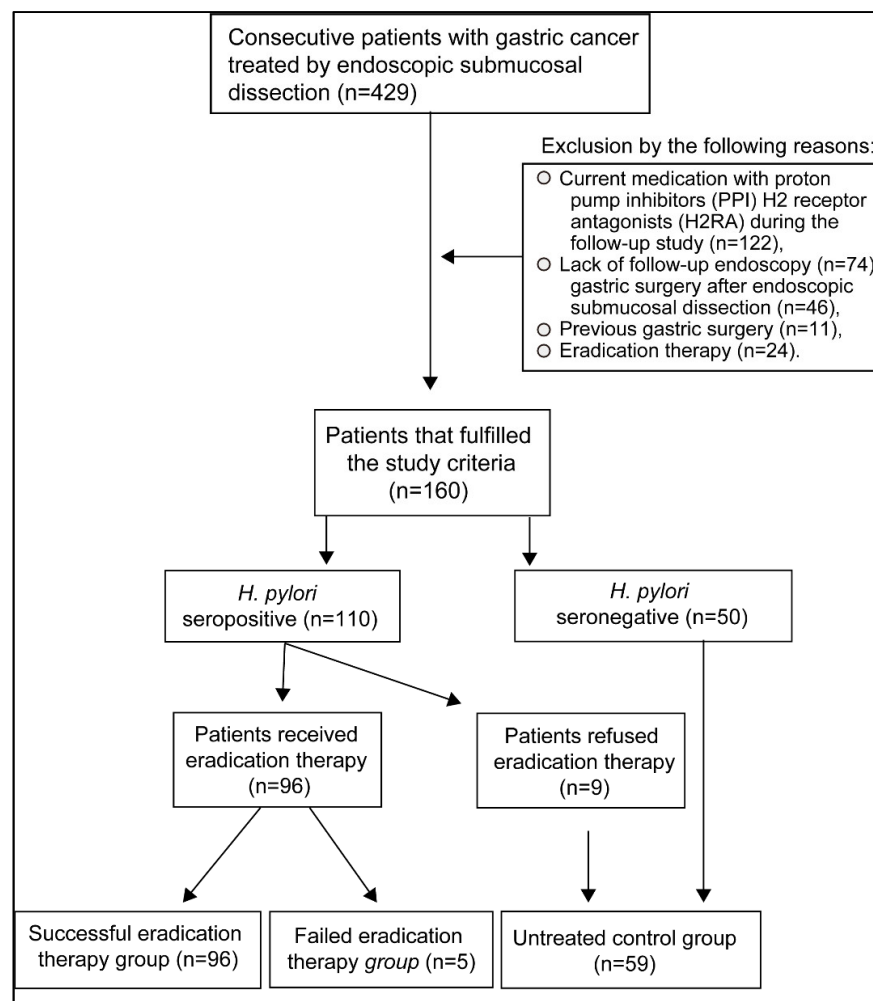 Consecutive patients with gastric cancer
treated by endoscopic submucosal
dissection (n=429)
Exclusion by the following reasons:
Current medication with proton
pump inhibitors (PPI) H2 receptor
antagonists (H2RA) during the
follow-up study (n=122),
Lack of follow-up endoscopy (n=74)
gastric surgery after endoscopic
submucosal dissection (n=46),
Previous gastric surgery (n=11),
Eradication therapy (n=24).
Patients that fulfilled
the study criteria
(n=160)
H. pylori
seropositive (n=110)
H. pylori
seronegative (n=50)
Patients received
eradication therapy
(n=96)
Patients refused
eradication therapy
(n=9)
Successful eradication
therapy group (n=96)
Failed eradication
therapy group (n=5)
Untreated control group
(n=59)